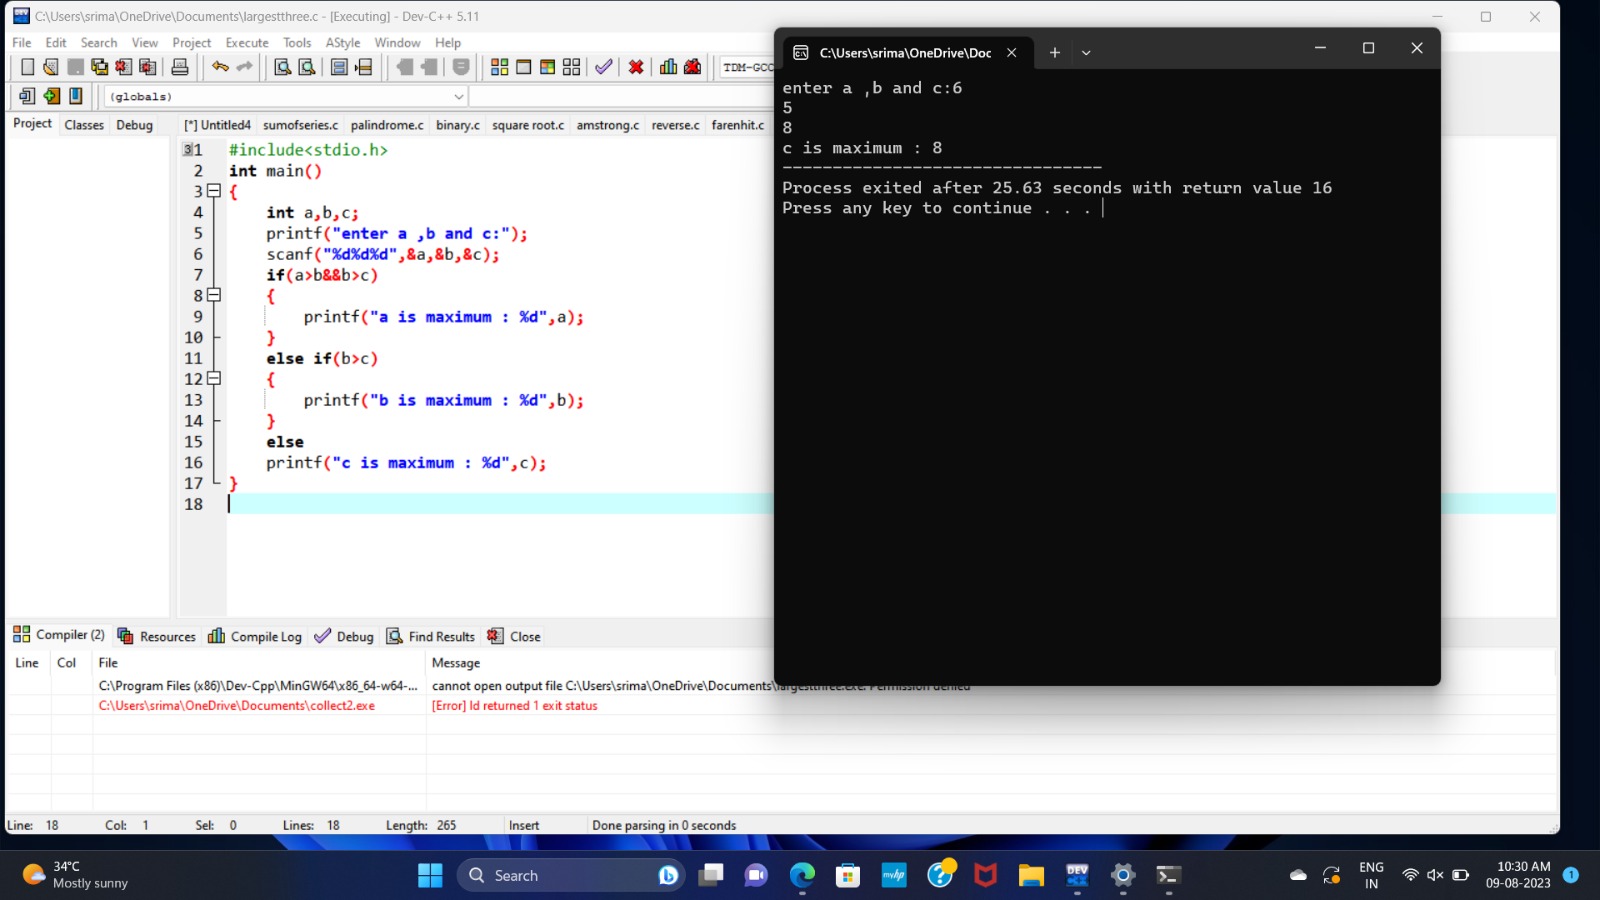 C:\Users\srima\OneDrive\Documents\largestthree.c - [Executing] - Dev-C++ 5.11
File Edit Search View Project Execute Tools AStyle Window Help
TDM-GCC
(globals)
Project Classes Debug
[*] Untitled4 sumofseries.c palindrome.c binary.c square root.c amstrong.c reverse.c farenhit.c
1 #include<stdio.h>
2 int main()
3 {
4 int a,b,c;
5 printf("enter a ,b and c:");
6 scanf("%d%d%d",&a,&b,&c);
7 if(a>b&&b>c)
8 {
9 printf("a is maximum : %d",a);
10 }
11 else if(b>c)
12 {
13 printf("b is maximum : %d",b);
14 }
15 else
16 printf("c is maximum : %d",c);
17 }
18
C:\Users\srima\OneDrive\Doc
enter a ,b and c:6
5
8
c is maximum : 8
--------------------------------
Process exited after 25.63 seconds with return value 16
Press any key to continue . . .
Compiler (2) Resources Compile Log Debug Find Results Close
Line Col File Message
C:\Program Files (x86)\Dev-Cpp\MinGW64\x86_64-w64-... cannot open output file C:\Users\srima\OneDrive\Documents\largestthree.exe: Permission denied
C:\Users\srima\OneDrive\Documents\collect2.exe [Error] ld returned 1 exit status
Line: 18 Col: 1 Sel: 0 Lines: 18 Length: 265 Insert Done parsing in 0 seconds
34°C
Mostly sunny
Search
myhp
DEV
ENG
IN
10:30 AM
09-08-2023
1